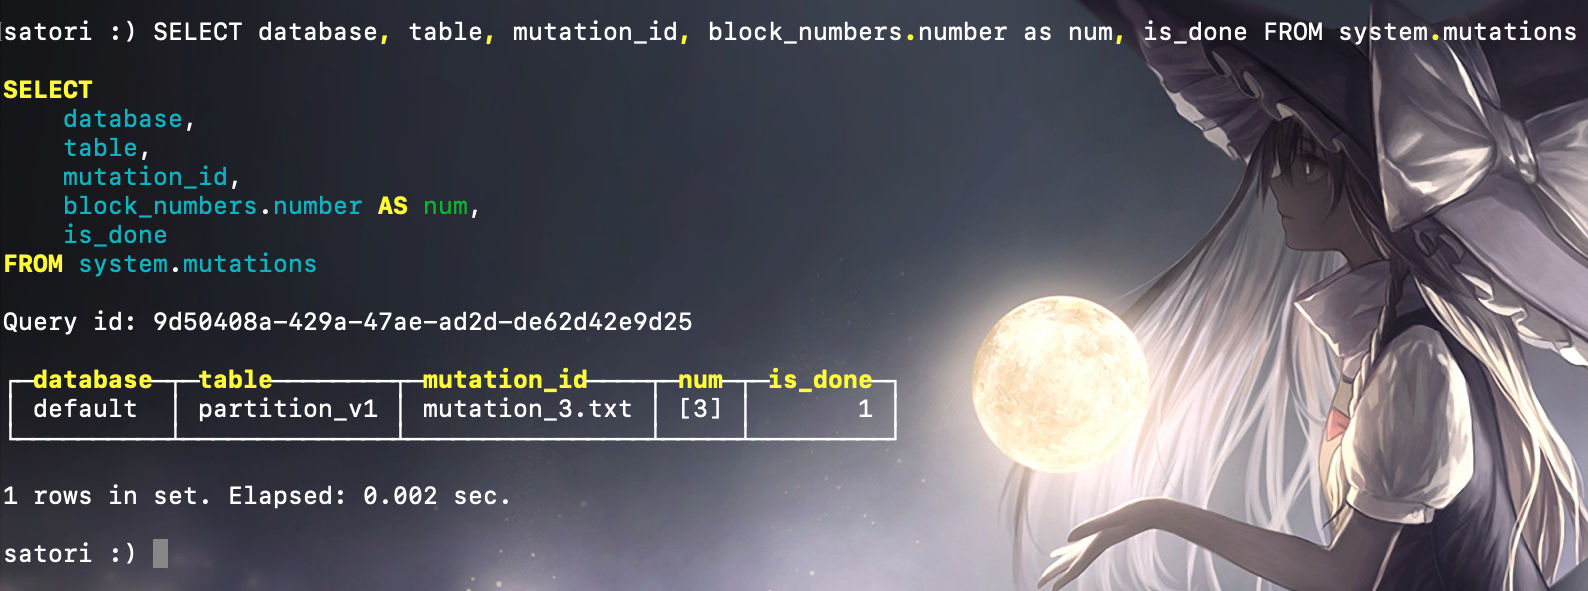 satori :) SELECT database, table, mutation_id, block_numbers.number as num, is_done FROM system.mutations
SELECT
    database,
    table,
    mutation_id,
    block_numbers.number AS num,
    is_done
FROM system.mutations
Query id: 9d50408a-429a-47ae-ad2d-de62d42e9d25
┌─database─┬─table────────┬─mutation_id────┬─num─┬─is_done─┐
│ default  │ partition_v1 │ mutation_3.txt │ [3] │       1 │
└──────────┴──────────────┴────────────────┴─────┴─────────┘
1 rows in set. Elapsed: 0.002 sec.
satori :)